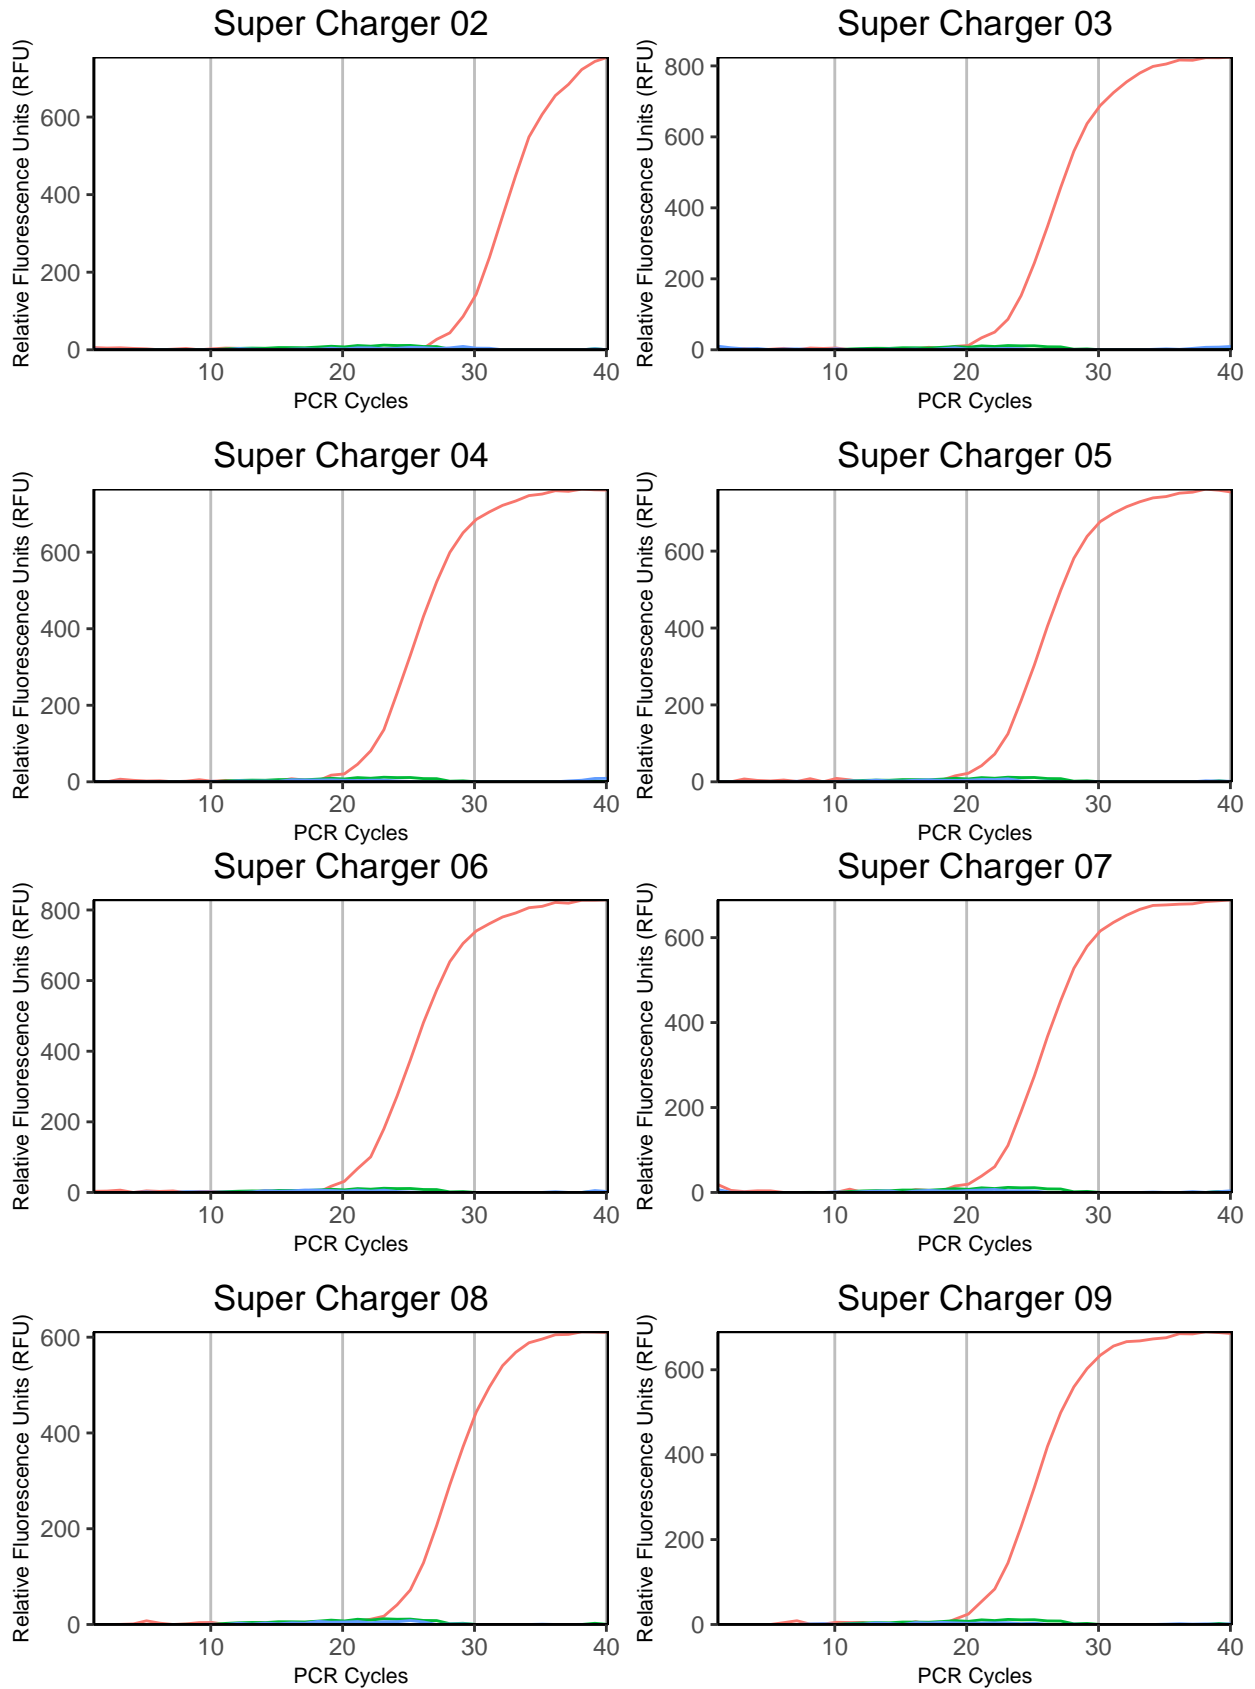 Super Charger 02
Relative Fluorescence Units (RFU)
600
400
200
0
10 20 30 40
PCR Cycles
Super Charger 03
Relative Fluorescence Units (RFU)
800
600
400
200
0
10 20 30 40
PCR Cycles
Super Charger 04
Relative Fluorescence Units (RFU)
600
400
200
0
10 20 30 40
PCR Cycles
Super Charger 05
Relative Fluorescence Units (RFU)
600
400
200
0
10 20 30 40
PCR Cycles
Super Charger 06
Relative Fluorescence Units (RFU)
800
600
400
200
0
10 20 30 40
PCR Cycles
Super Charger 07
Relative Fluorescence Units (RFU)
600
400
200
0
10 20 30 40
PCR Cycles
Super Charger 08
Relative Fluorescence Units (RFU)
600
400
200
0
10 20 30 40
PCR Cycles
Super Charger 09
Relative Fluorescence Units (RFU)
600
400
200
0
10 20 30 40
PCR Cycles